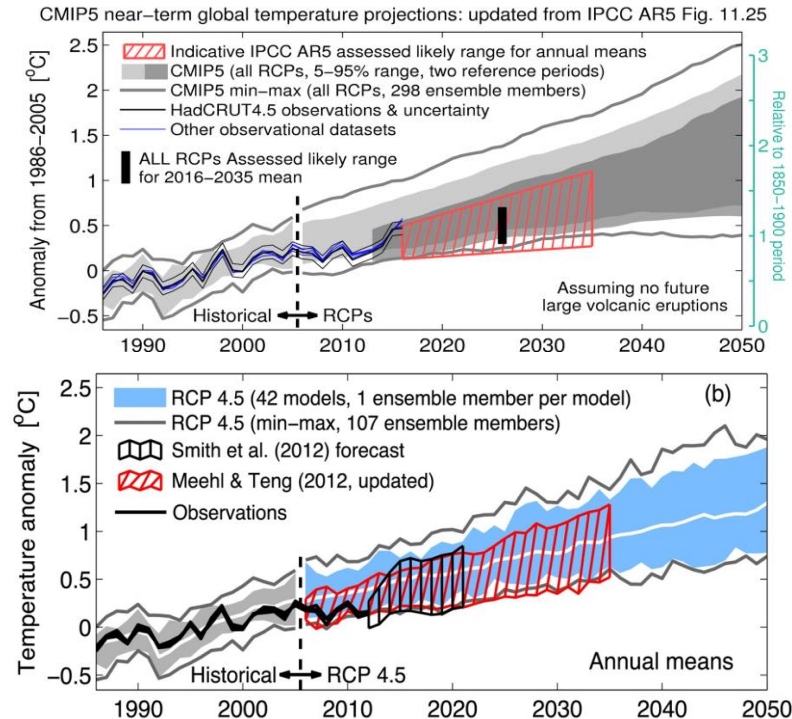 CMIP5 near-term global temperature projections: updated from IPCC AR5 Fig. 11.25
Indicative IPCC AR5 assessed likely range for annual means
CMIP5 (all RCPs, 5-95% range, two reference periods)
CMIP5 min-max (all RCPs, 298 ensemble members)
HadCRUT4.5 observations & uncertainty
Other observational datasets
ALL RCPs Assessed likely range
for 2016-2035 mean
Anomaly from 1986-2005 [ºC]
2.5
2
1.5
1
0.5
0
-0.5
Relative to 1850-1900 period
3
2
1
0
Assuming no future
large volcanic eruptions
Historical RCPs
1990 2000 2010 2020 2030 2040 2050
(b)
RCP 4.5 (42 models, 1 ensemble member per model)
RCP 4.5 (min-max, 107 ensemble members)
Smith et al. (2012) forecast
Meehl & Teng (2012, updated)
Observations
Temperature anomaly [ºC]
2.5
2
1.5
1
0.5
0
-0.5
Historical RCP 4.5
Annual means
1990 2000 2010 2020 2030 2040 2050